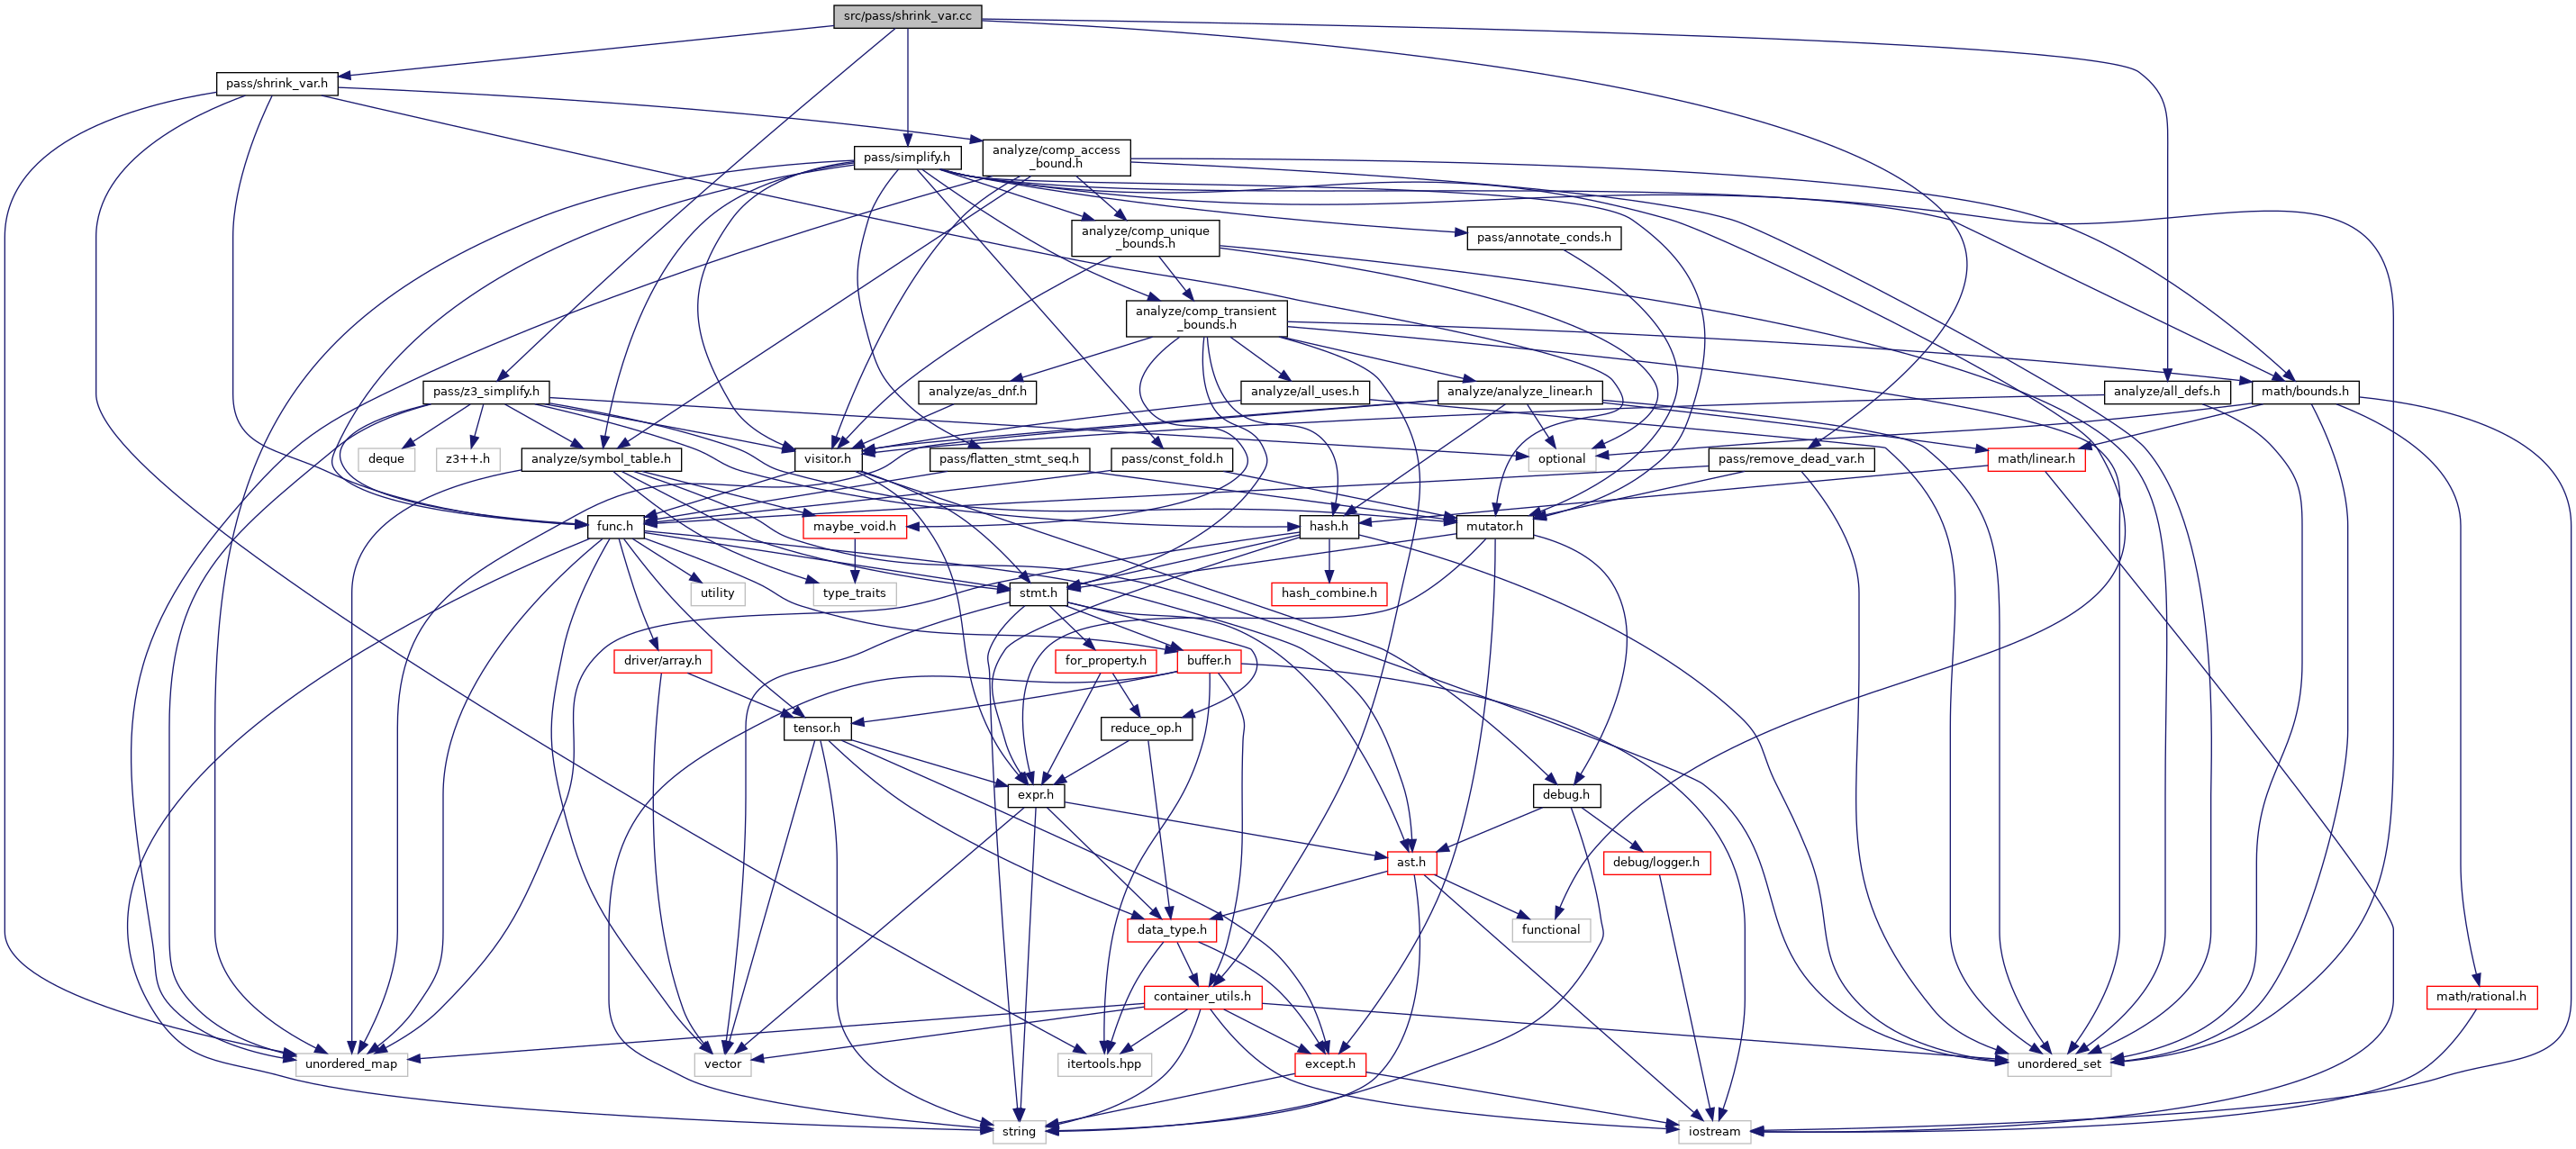 src/pass/shrink_var.cc
pass/shrink_var.h
pass/simplify.h
analyze/comp_access
_bound.h
analyze/comp_unique
_bounds.h
pass/annotate_conds.h
analyze/comp_transient
_bounds.h
pass/z3_simplify.h
analyze/as_dnf.h
analyze/all_uses.h
analyze/analyze_linear.h
analyze/all_defs.h
math/bounds.h
deque
z3++.h
analyze/symbol_table.h
visitor.h
pass/flatten_stmt_seq.h
pass/const_fold.h
optional
pass/remove_dead_var.h
math/linear.h
func.h
maybe_void.h
hash.h
mutator.h
utility
type_traits
stmt.h
hash_combine.h
driver/array.h
for_property.h
buffer.h
tensor.h
reduce_op.h
expr.h
debug.h
ast.h
debug/logger.h
data_type.h
functional
container_utils.h
math/rational.h
unordered_map
vector
itertools.hpp
except.h
unordered_set
string
iostream